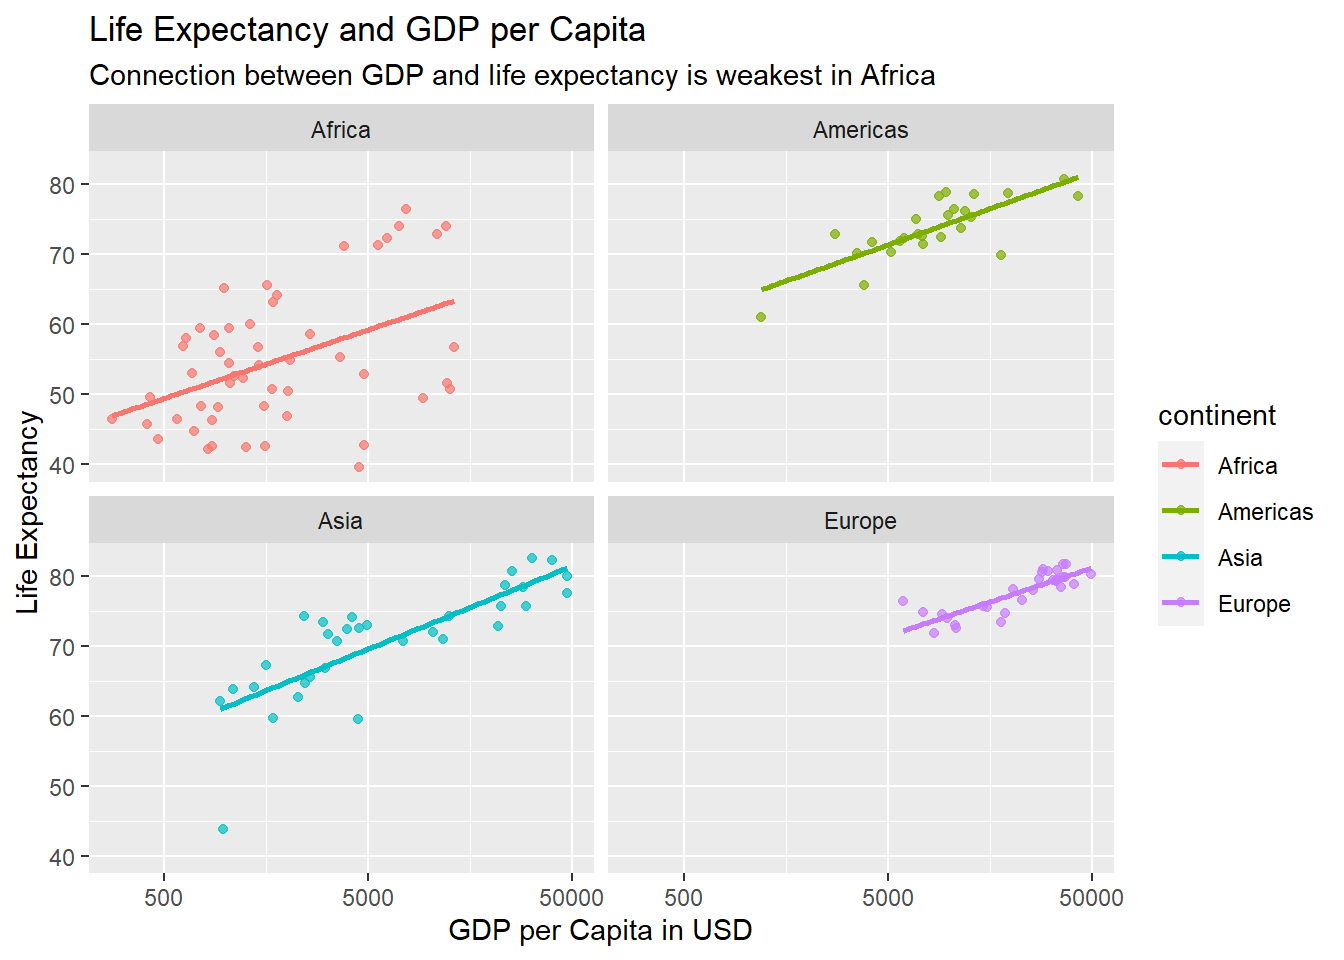 Life Expectancy and GDP per Capita
Connection between GDP and life expectancy is weakest in Africa
Africa
Americas
80
70
60
50
40
Asia
Europe
80
70
60
50
40
500
5000
50000
500
5000
50000
GDP per Capita in USD
Life Expectancy
continent
Africa
Americas
Asia
Europe